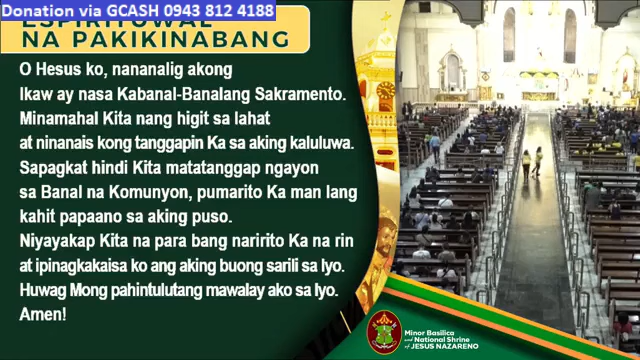 Donation via GCASH 0943 812 4188
ESPIRITUWAL
NA PAKIKINABANG
O Hesus ko, nananalig akong
Ikaw ay nasa Kabanal-Banalang Sakramento.
Minamahal Kita nang higit sa lahat
at ninanais kong tanggapin Ka sa aking kaluluwa.
Sapagkat hindi Kita matatanggap ngayon
sa Banal na Komunyon, pumarito Ka man lang
kahit papaano sa aking puso.
Niyayakap Kita na para bang naririto Ka na rin
at ipinagkakaisa ko ang aking buong sarili sa Iyo.
Huwag Mong pahintulutang mawalay ako sa Iyo.
Amen!
Minor Basilica
and National Shrine
of JESUS NAZARENO